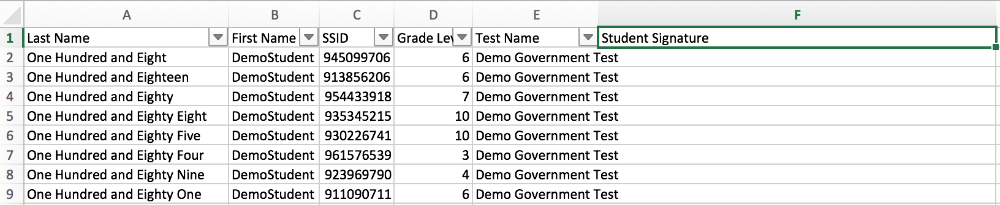 A B C D E F
1 Last Name First Name SSID Grade Lev Test Name Student Signature
2 One Hundred and Eight DemoStudent 945099706 6 Demo Government Test
3 One Hundred and Eighteen DemoStudent 913856206 6 Demo Government Test
4 One Hundred and Eighty DemoStudent 954433918 7 Demo Government Test
5 One Hundred and Eighty Eight DemoStudent 935345215 10 Demo Government Test
6 One Hundred and Eighty Five DemoStudent 930226741 10 Demo Government Test
7 One Hundred and Eighty Four DemoStudent 961576539 3 Demo Government Test
8 One Hundred and Eighty Nine DemoStudent 923969790 4 Demo Government Test
9 One Hundred and Eighty One DemoStudent 911090711 6 Demo Government Test